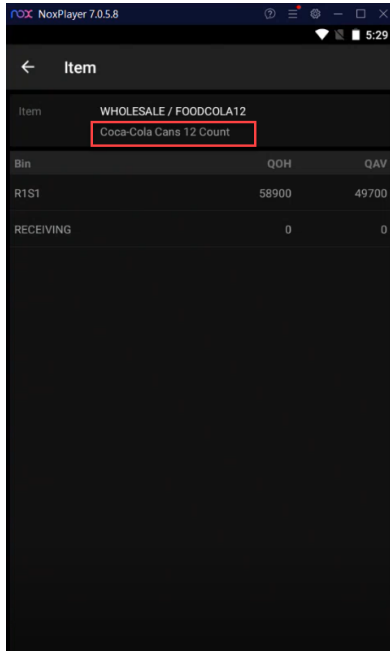 nox NoxPlayer 7.0.5.8
5:29
Item
Item WHOLESALE / FOODCOLA12
Coca-Cola Cans 12 Count
Bin QOH QAV
R1S1 58900 49700
RECEIVING 0 0